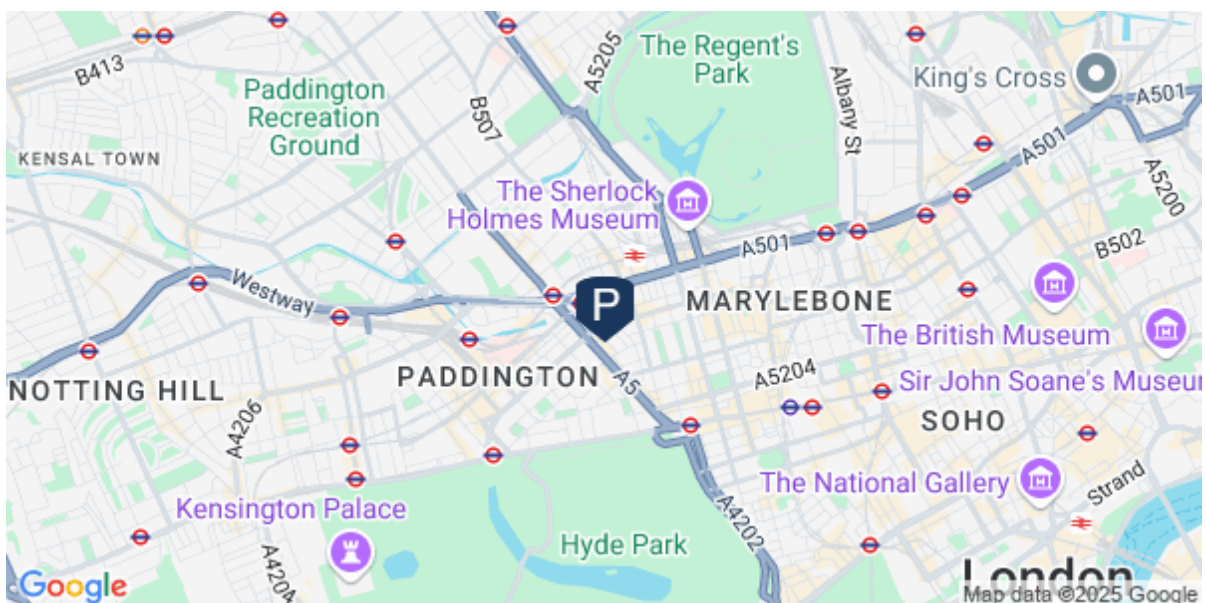 B413
Paddington
Recreation
Ground
A5205
B507
The Regent's
Park
Albany St
King's Cross
A501
A501
KENSAL TOWN
A5200
The Sherlock
Holmes Museum
A501
B502
Westway
P
MARYLEBONE
The British Museum
PADDINGTON
A5
A5204
Sir John Soane's Museu
NOTTING HILL
A4206
SOHO
The National Gallery
Strand
Kensington Palace
A4202
Hyde Park
A4204
London
Google
Map data ©2025 Google